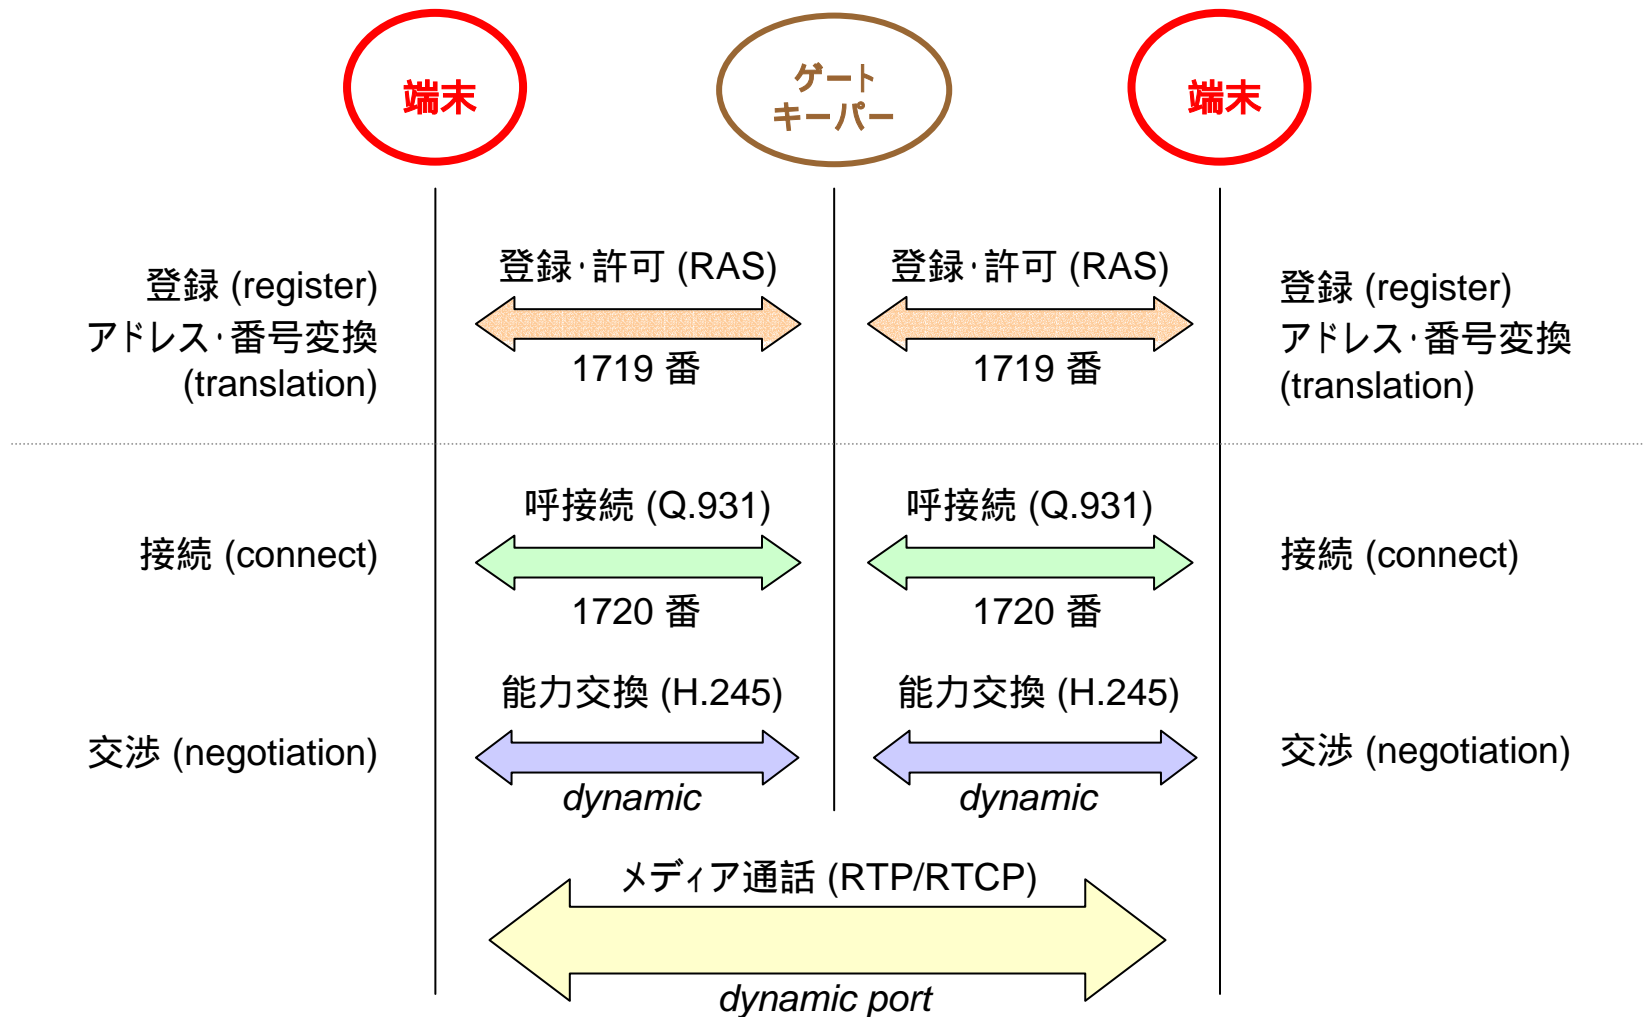 端末
ゲート
キーパー
端末
登録 (register)
アドレス・番号変換
(translation)
登録・許可 (RAS)
1719 番
登録・許可 (RAS)
1719 番
登録 (register)
アドレス・番号変換
(translation)
接続 (connect)
呼接続 (Q.931)
1720 番
呼接続 (Q.931)
1720 番
接続 (connect)
交渉 (negotiation)
能力交換 (H.245)
dynamic
能力交換 (H.245)
dynamic
交渉 (negotiation)
メディア通話 (RTP/RTCP)
dynamic port